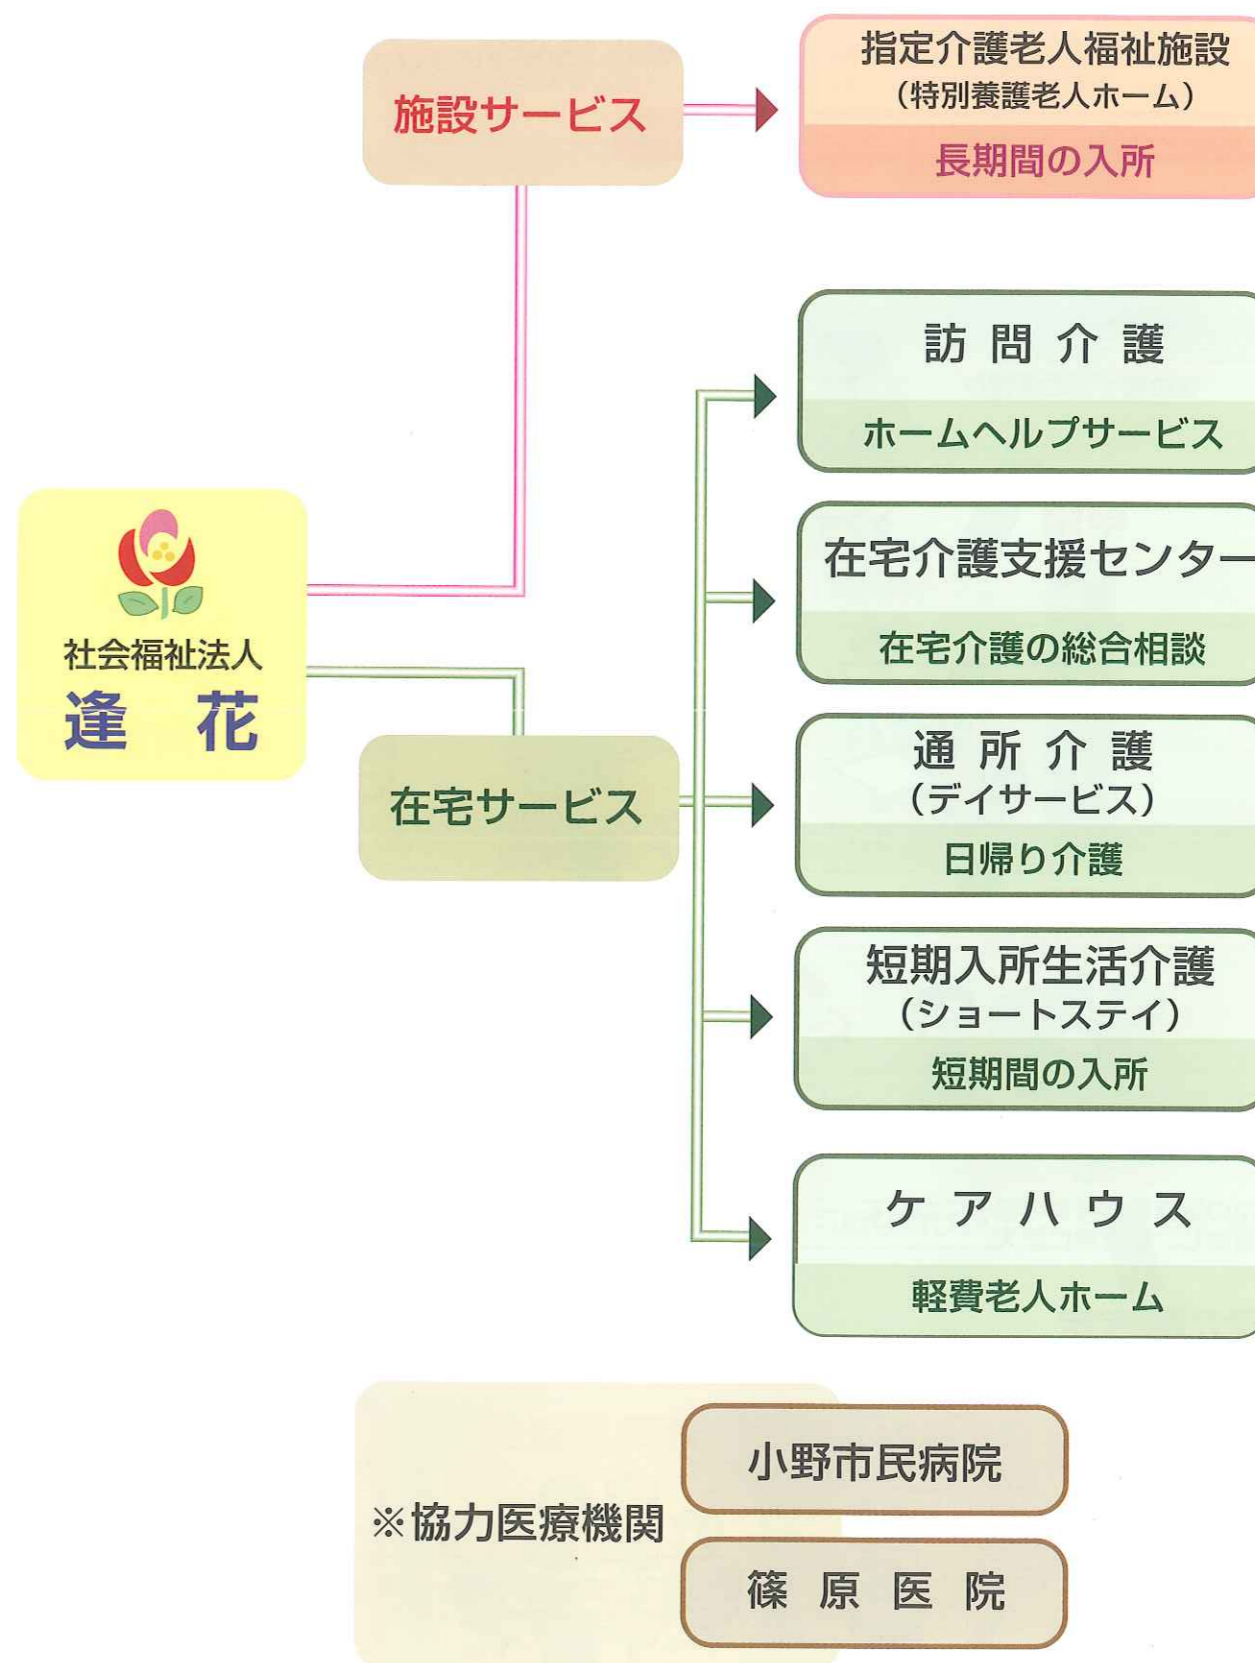 施設サービス
指定介護老人福祉施設
（特別養護老人ホーム）
長期間の入所
訪問介護
ホームヘルプサービス
在宅介護支援センター
在宅介護の総合相談
社会福祉法人
逢 花
在宅サービス
通所介護
（デイサービス）
日帰り介護
短期入所生活介護
（ショートステイ）
短期間の入所
ケアハウス
軽費老人ホーム
※協力医療機関
小野市民病院
篠原医院